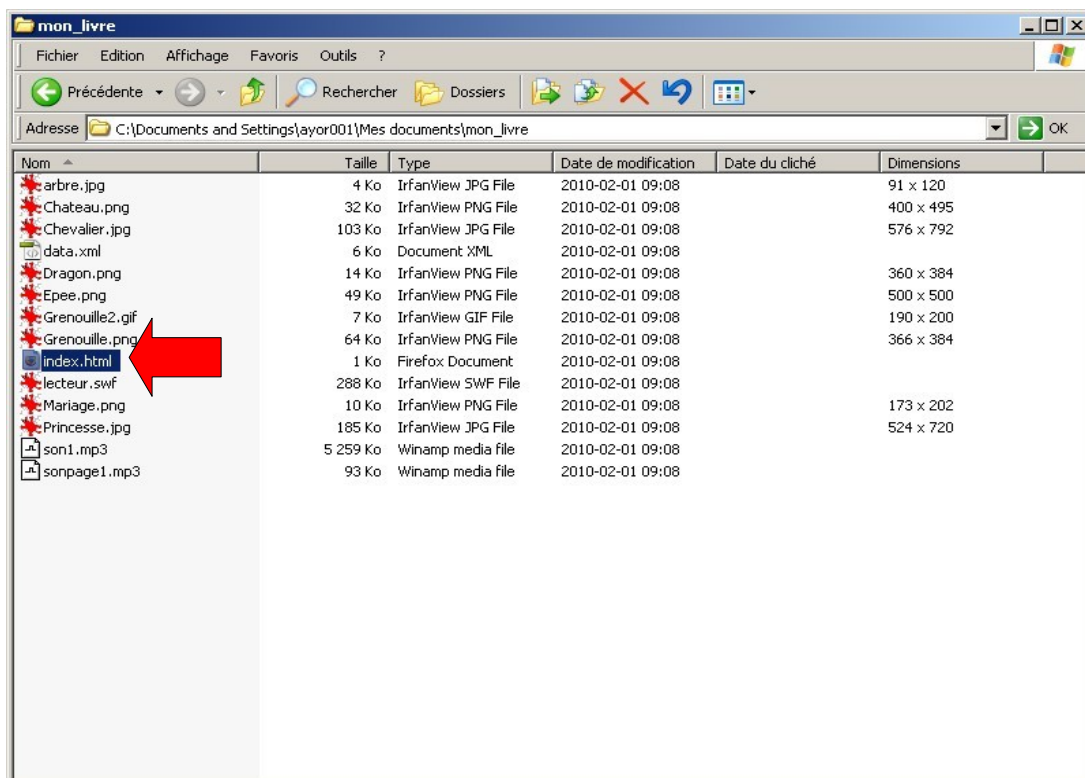 mon_livre
Fichier Edition Affichage Favoris Outils ?
Précédente Rechercher Dossiers
Adresse C:\Documents and Settings\ayor001\Mes documents\mon_livre OK
Nom Taille Type Date de modification Date du cliché Dimensions
arbre.jpg 4 Ko IrfanView JPG File 2010-02-01 09:08 91 x 120
Chateau.png 32 Ko IrfanView PNG File 2010-02-01 09:08 400 x 495
Chevalier.jpg 103 Ko IrfanView JPG File 2010-02-01 09:08 576 x 792
data.xml 6 Ko Document XML 2010-02-01 09:08
Dragon.png 14 Ko IrfanView PNG File 2010-02-01 09:08 360 x 384
Epee.png 49 Ko IrfanView PNG File 2010-02-01 09:08 500 x 500
Grenouille2.gif 7 Ko IrfanView GIF File 2010-02-01 09:08 190 x 200
Grenouille.png 64 Ko IrfanView PNG File 2010-02-01 09:08 366 x 384
index.html 1 Ko Firefox Document 2010-02-01 09:08
lecteur.swf 288 Ko IrfanView SWF File 2010-02-01 09:08
Mariage.png 10 Ko IrfanView PNG File 2010-02-01 09:08 173 x 202
Princesse.jpg 185 Ko IrfanView JPG File 2010-02-01 09:08 524 x 720
son1.mp3 5 259 Ko Winamp media file 2010-02-01 09:08
sonpage1.mp3 93 Ko Winamp media file 2010-02-01 09:08